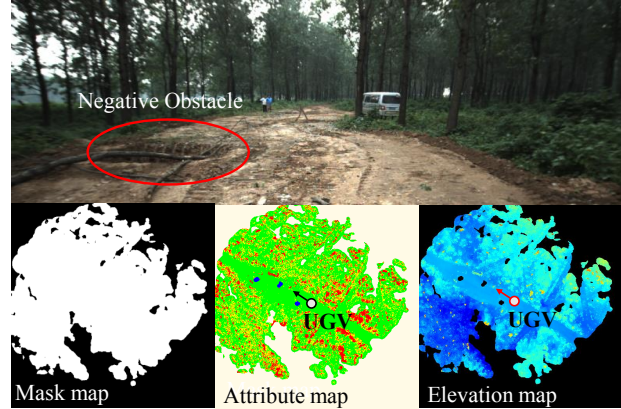 Negative Obstacle
UGV
UGV
Mask map
Attribute map
Elevation map